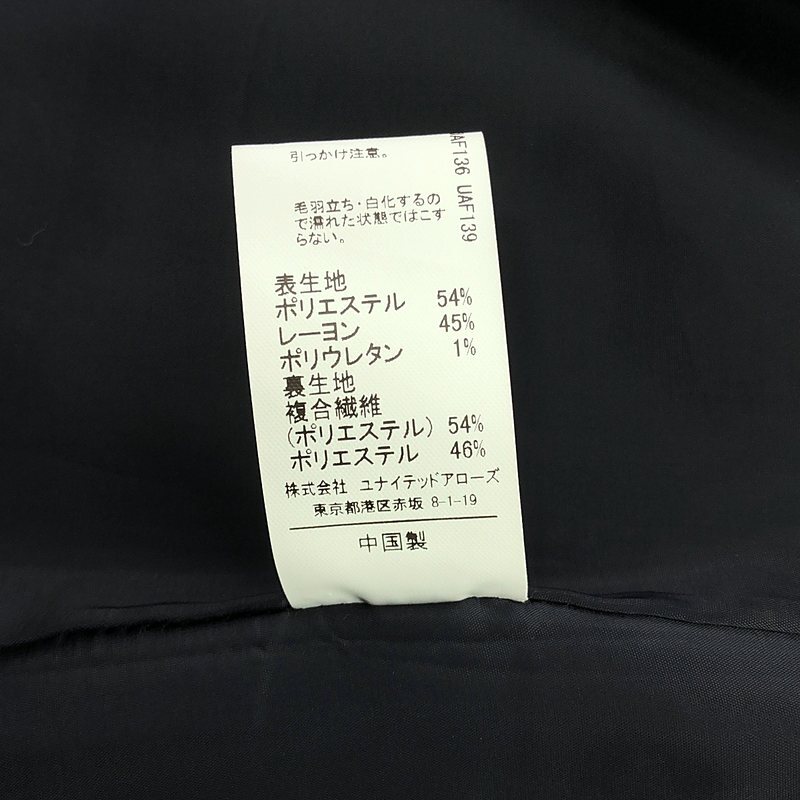 引っかけ注意。
毛羽立ち・白化するの
で濡れた状態ではこす
らない。
表生地
ポリエステル 54%
レーヨン 45%
ポリウレタン 1%
裏生地
複合繊維
(ポリエステル) 54%
ポリエステル 46%
株式会社 ユナイテッドアローズ
東京都港区赤坂 8-1-19
中国製
UAF136 UAF139